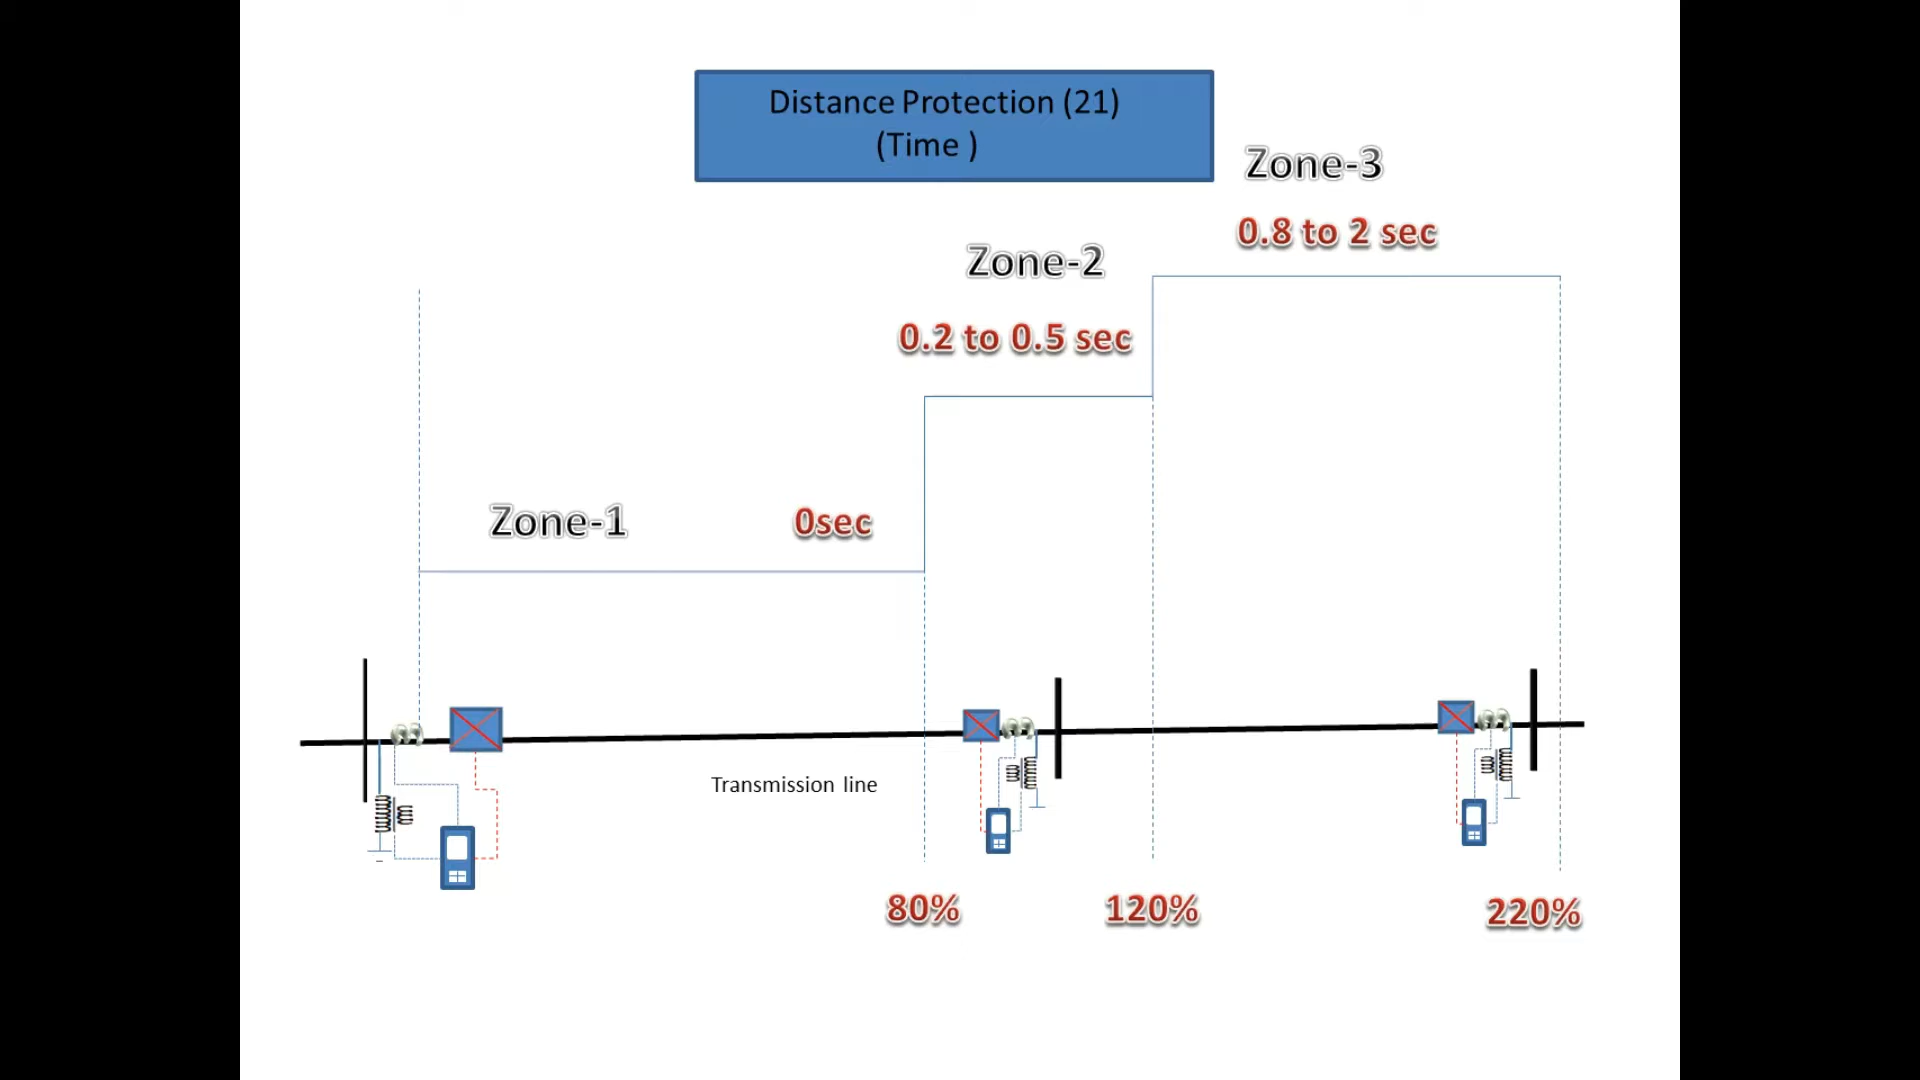 Distance Protection (21)
(Time )
Zone-3
0.8 to 2 sec
Zone-2
0.2 to 0.5 sec
Zone-1
0sec
Transmission line
80%
120%
220%